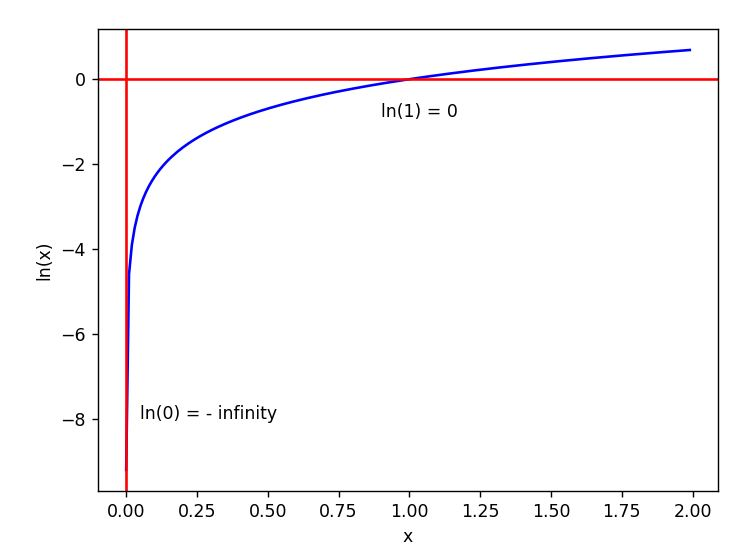 0
−2
−4
−6
−8
ln(x)
ln(1) = 0
ln(0) = - infinity
0.00 0.25 0.50 0.75 1.00 1.25 1.50 1.75 2.00
x